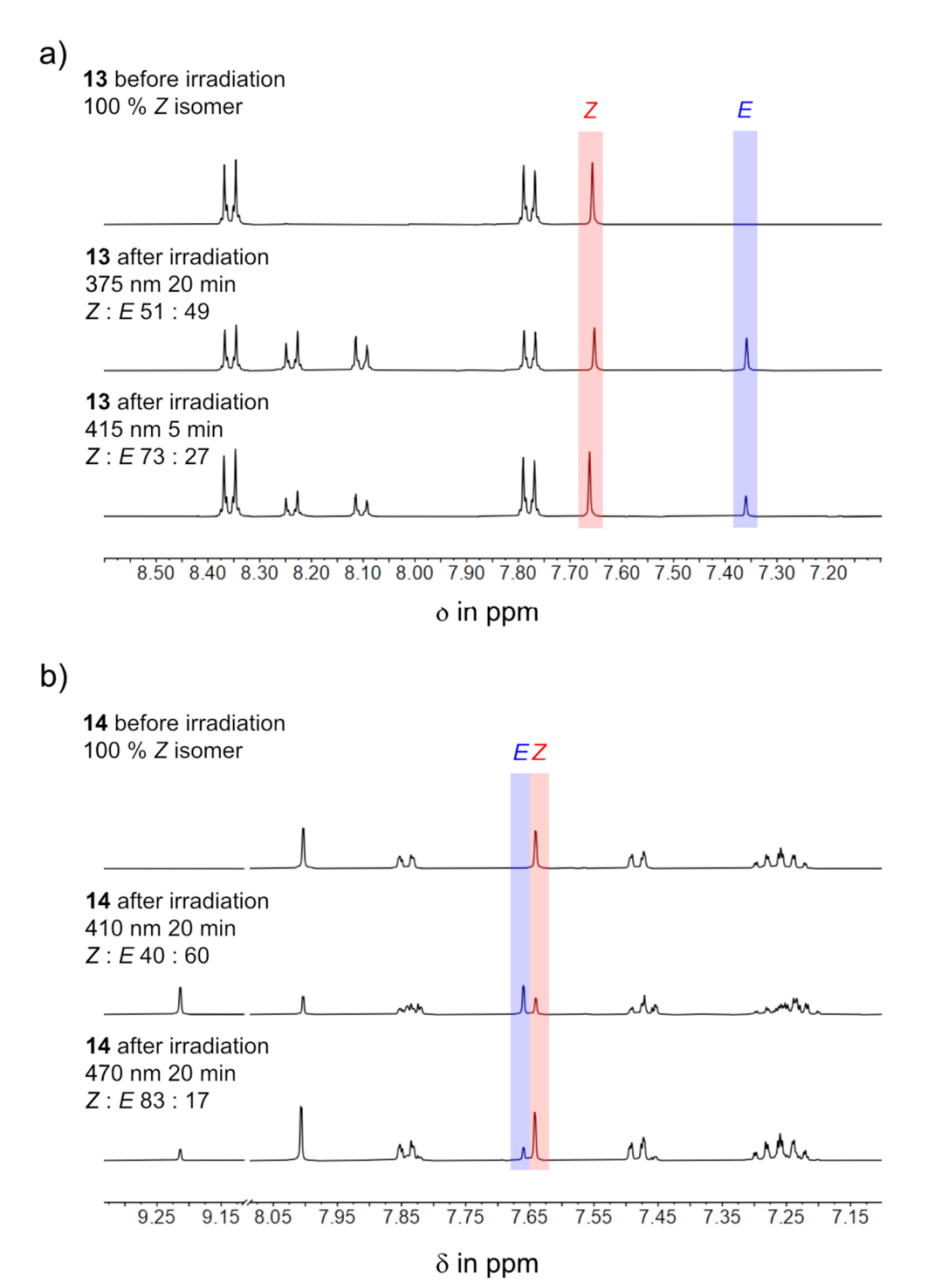 a)
13 before irradiation
100 % Z isomer
Z
E
13 after irradiation
375 nm 20 min
Z : E 51 : 49
13 after irradiation
415 nm 5 min
Z : E 73 : 27
8.50 8.40 8.30 8.20 8.10 8.00 7.90 7.80 7.70 7.60 7.50 7.40 7.30 7.20
δ in ppm
b)
14 before irradiation
100 % Z isomer
E Z
14 after irradiation
410 nm 20 min
Z : E 40 : 60
14 after irradiation
470 nm 20 min
Z : E 83 : 17
9.25 9.15 8.05 7.95 7.85 7.75 7.65 7.55 7.45 7.35 7.25 7.15
δ in ppm